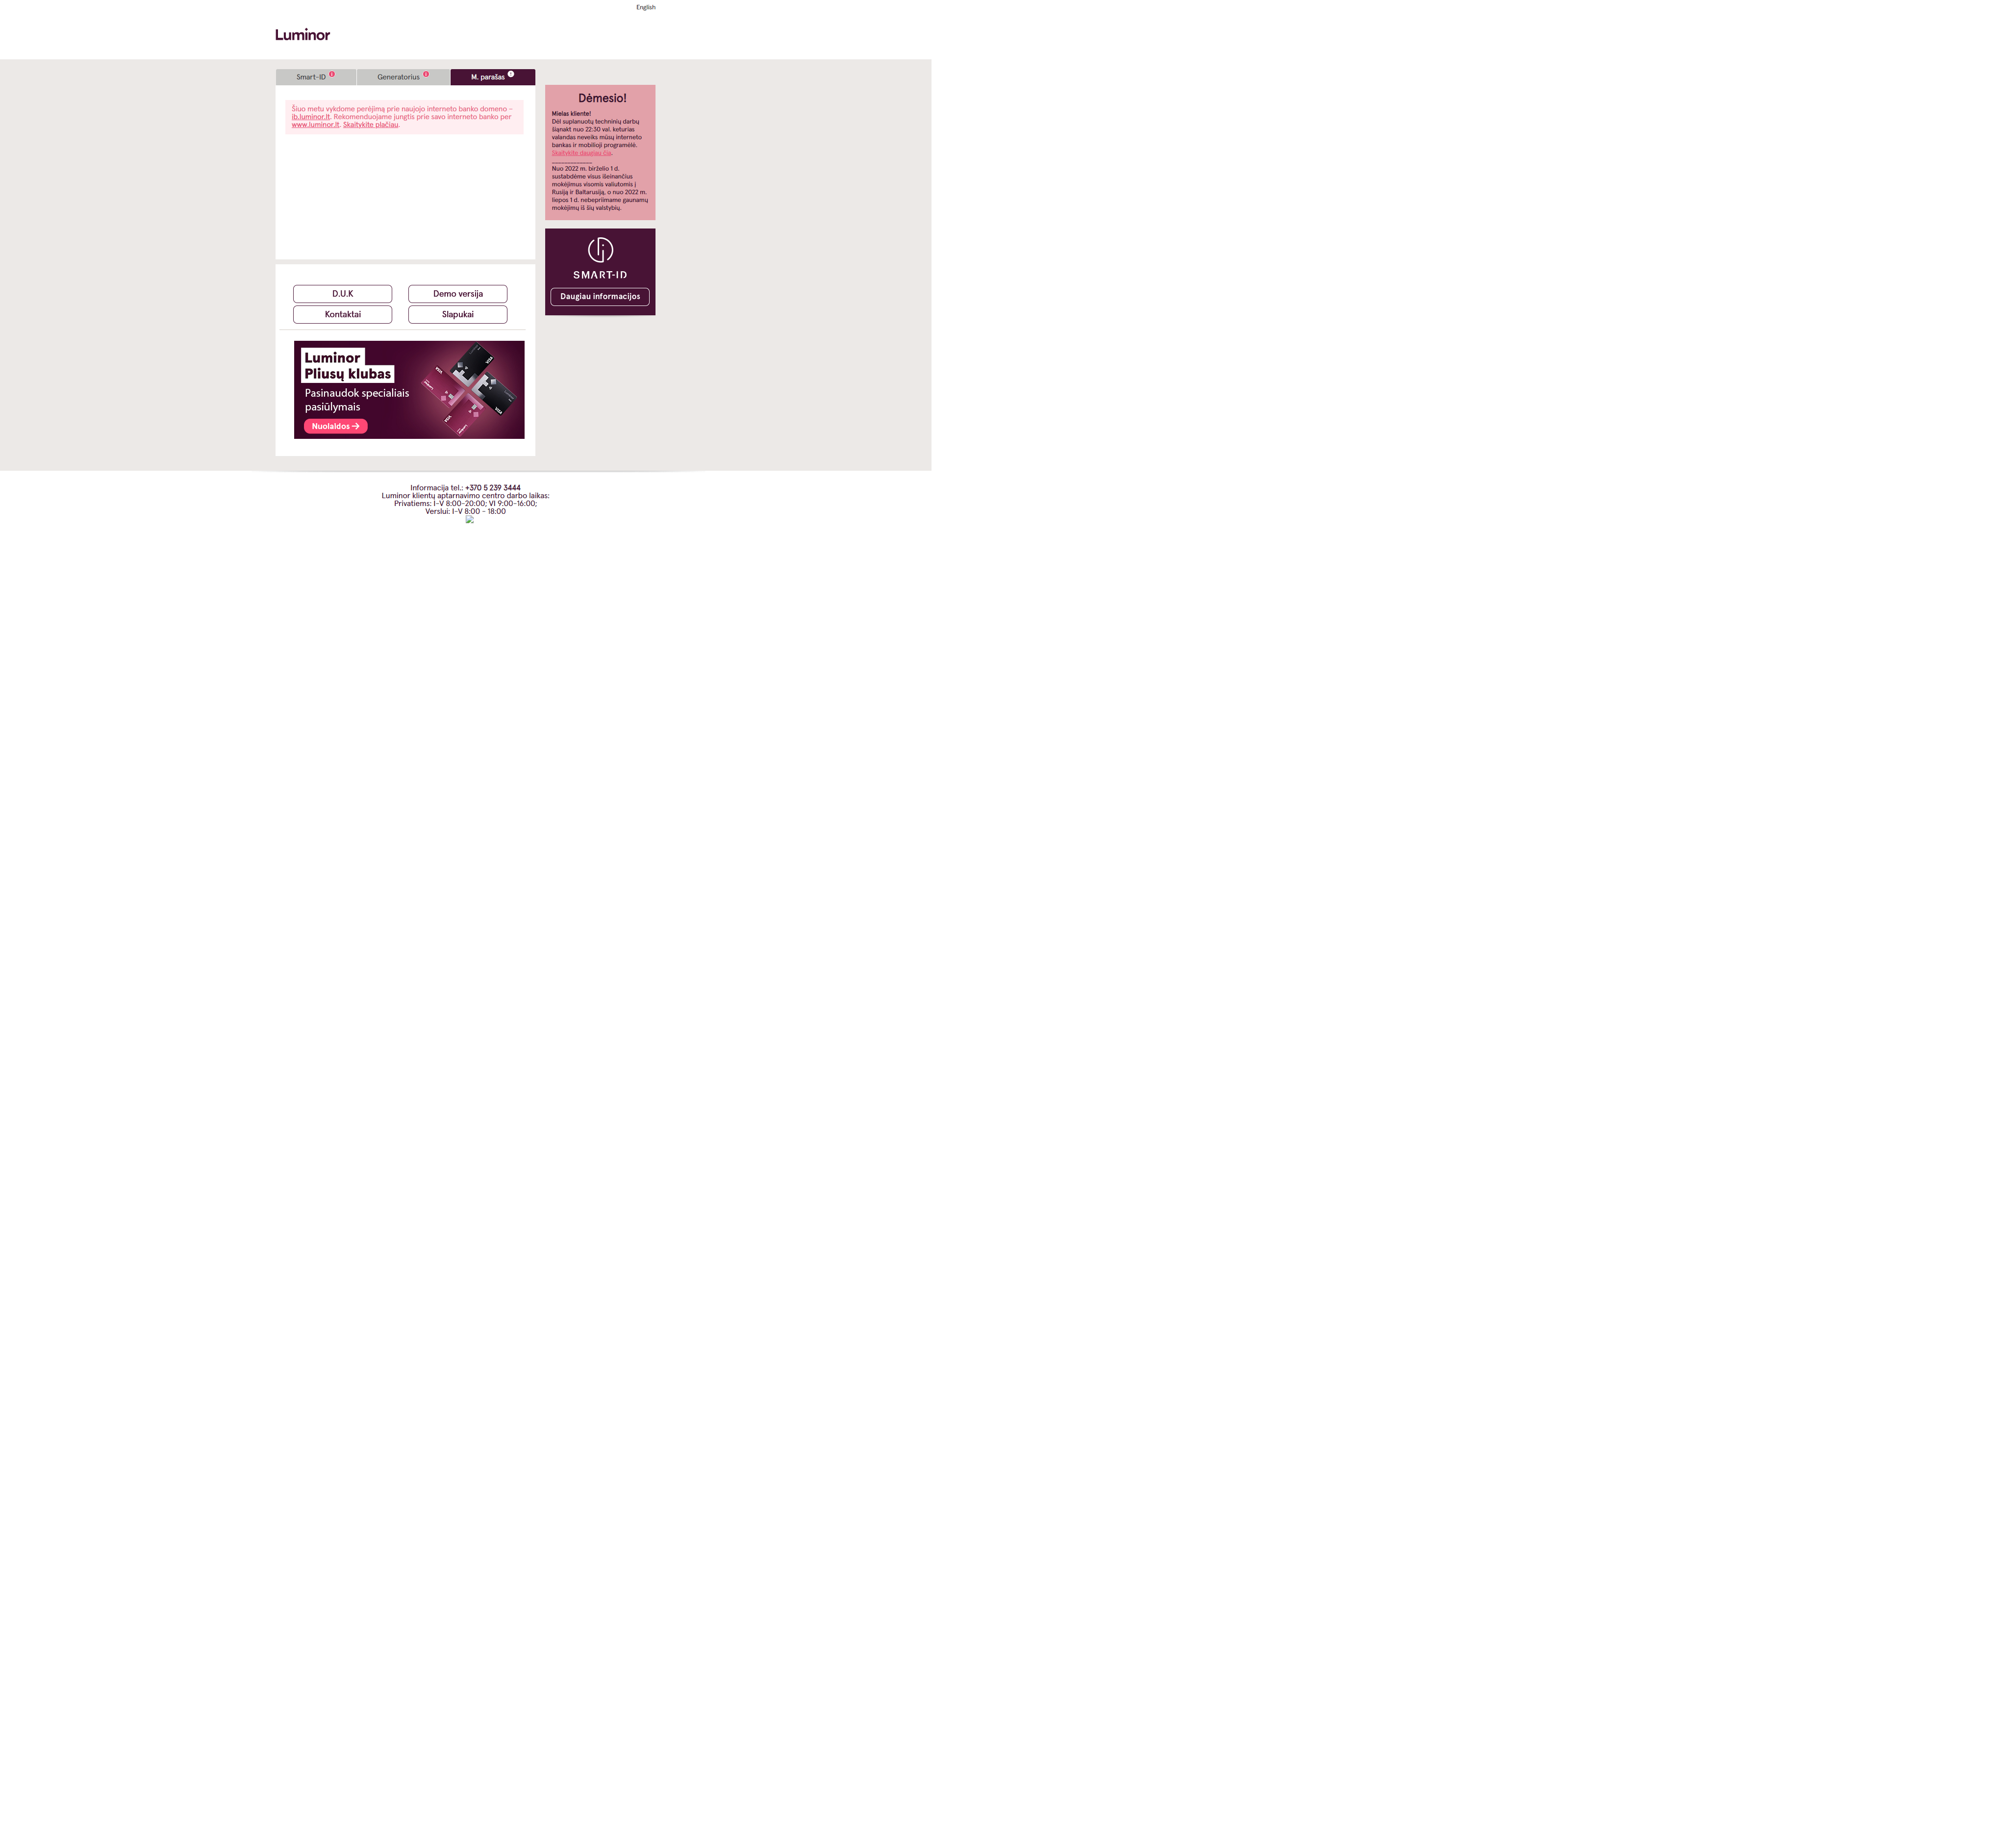 English
Luminor
Smart-ID
Generatorius
M. parašas
Šiuo metu vykdome perėjimą prie naujojo interneto banko domeno –
ib.luminor.lt. Rekomenduojame jungtis prie savo interneto banko per
www.luminor.lt. Skaitykite plačiau.
Dėmesio!
Mielas kliente!
Dėl suplanuotų techninių darbų
šiąnakt nuo 22:30 val. keturias
valandas neveiks mūsų interneto
bankas ir mobilioji programėlė.
Skaitykite daugiau čia.
Nuo 2022 m. birželio 1 d.
sustabdėme visus išeinančius
mokėjimus visomis valiutomis į
Rusiją ir Baltarusiją, o nuo 2022 m.
liepos 1 d. nebepriimame gaunamų
mokėjimų iš šių valstybių.
SMART-ID
Daugiau informacijos
D.U.K
Demo versija
Kontaktai
Slapukai
Luminor
Pliusų klubas
Pasinaudok specialiais
pasiūlymais
Nuolaidos →
VISA
VISA
VISA
VISA
Informacija tel.: +370 5 239 3444
Luminor klientų aptarnavimo centro darbo laikas:
Privatiems: I-V 8:00-20:00; VI 9:00-16:00;
Verslui: I-V 8:00 - 18:00